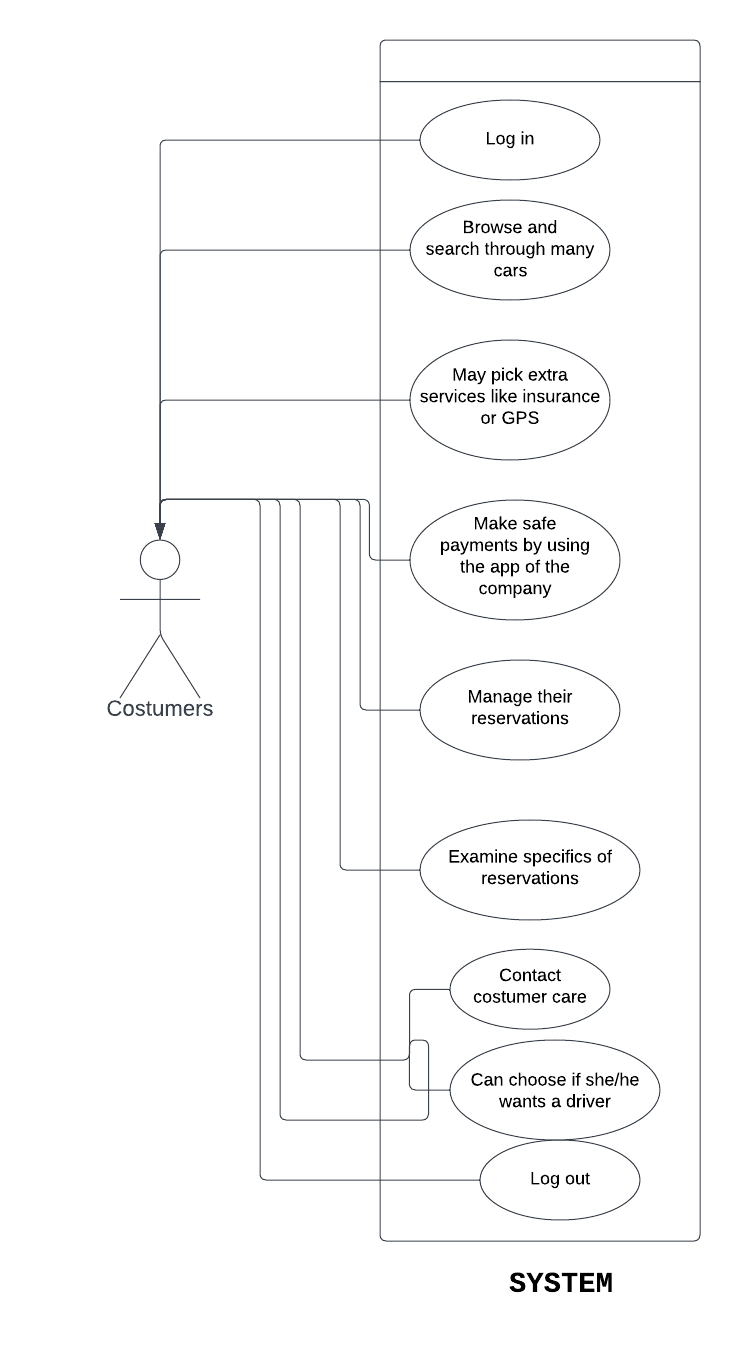 Log in
Browse and
search through many
cars
May pick extra
services like insurance
or GPS
Make safe
payments by using
the app of the
company
Costumers
Manage their
reservations
Examine specifics of
reservations
Contact
costumer care
Can choose if she/he
wants a driver
Log out
SYSTEM